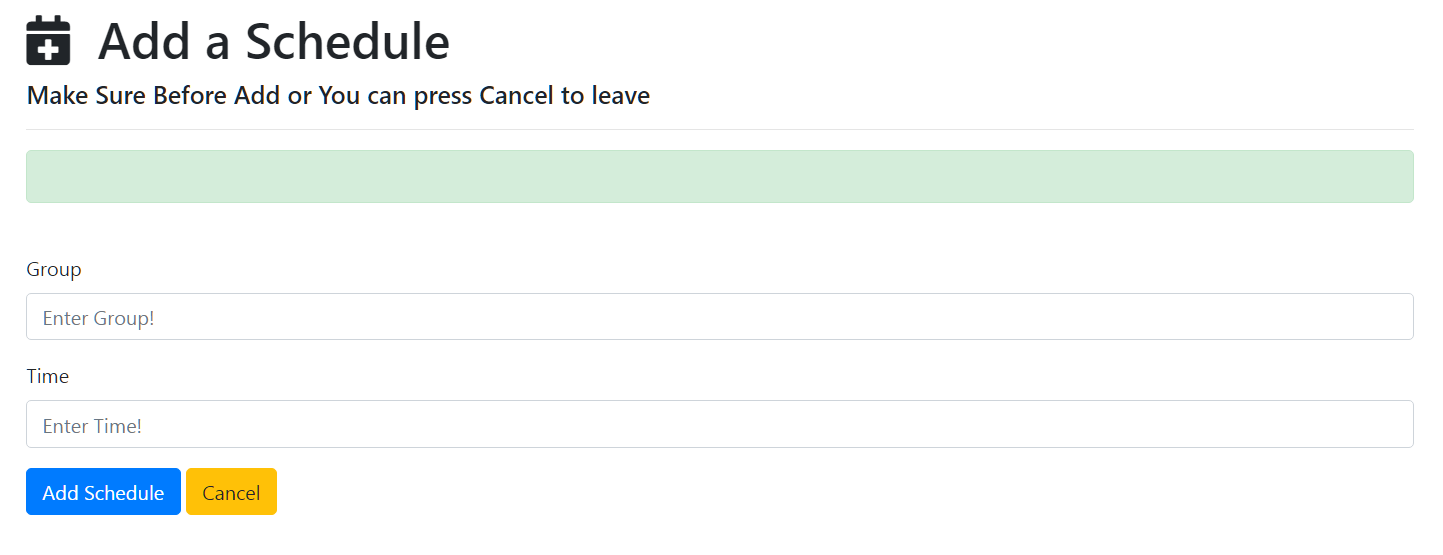 Add a Schedule
Make Sure Before Add or You can press Cancel to leave
Group
Enter Group!
Time
Enter Time!
Add Schedule Cancel